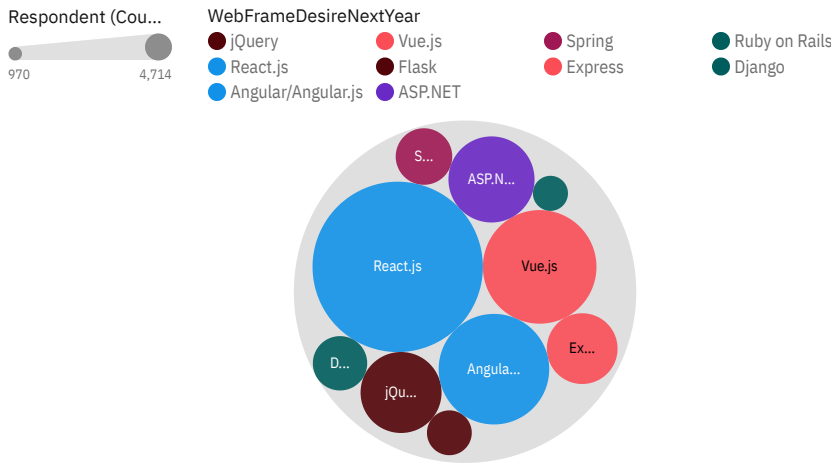 Respondent (Cou...
970
4,714
WebFrameDesireNextYear
jQuery
Vue.js
Spring
Ruby on Rails
React.js
Flask
Express
Django
Angular/Angular.js
ASP.NET
S...
ASP.N...
React.js
Vue.js
Ex...
D...
Angula...
jQu...